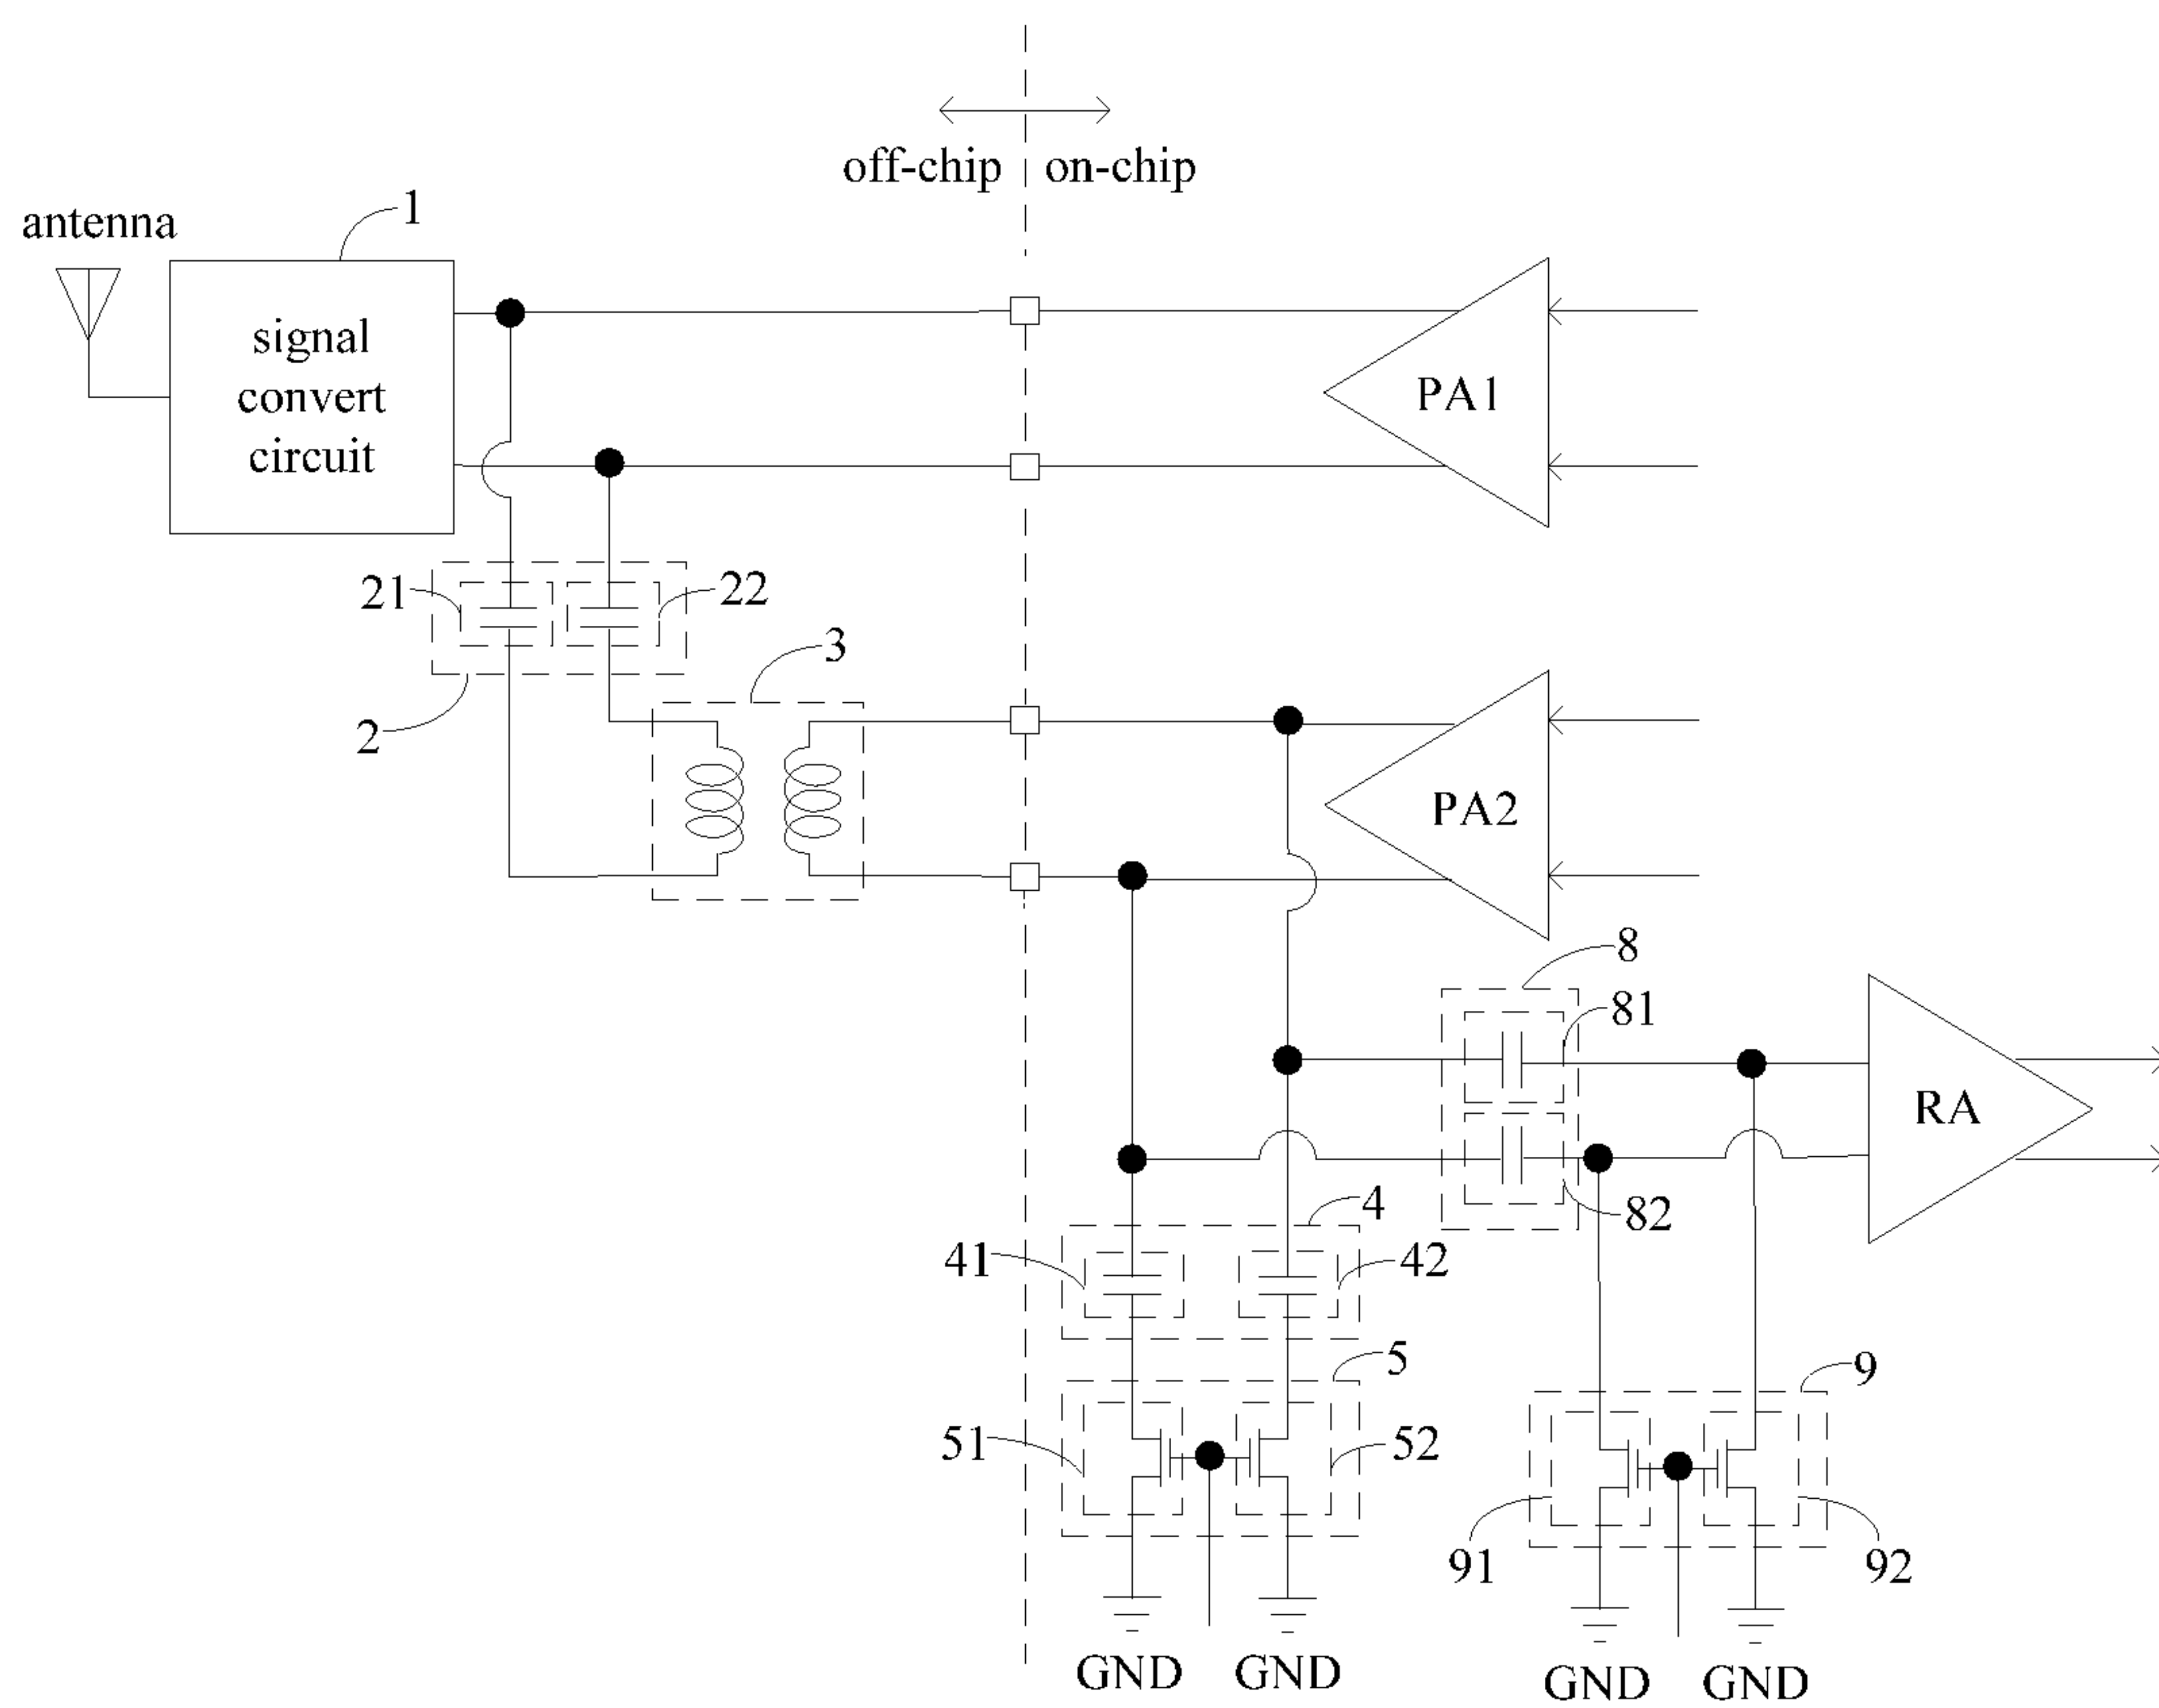 off-chip on-chip
antenna
1
signal
convert
circuit
PA1
21
22
2
3
PA2
8
81
82
RA
4
41
42
5
51
52
9
91
92
GND
GND
GND
GND